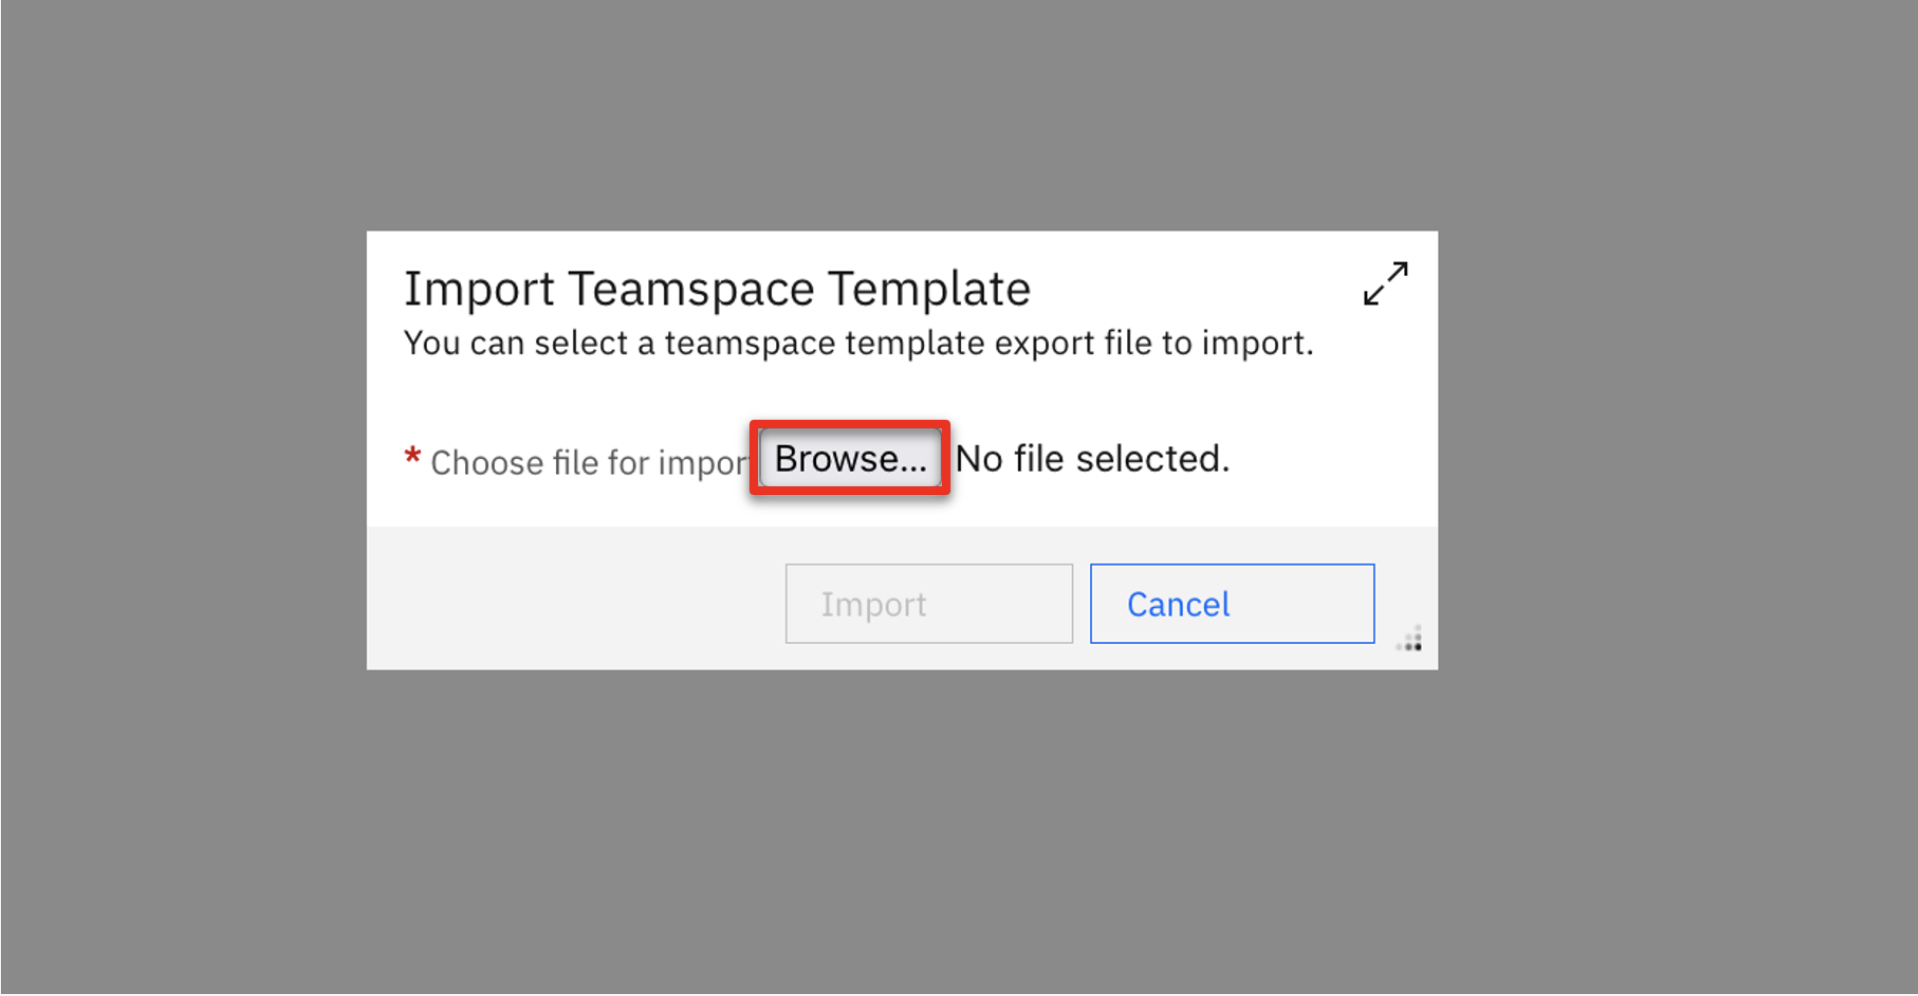 Import Teamspace Template
You can select a teamspace template export file to import.
* Choose file for impor Browse... No file selected.
Import Cancel